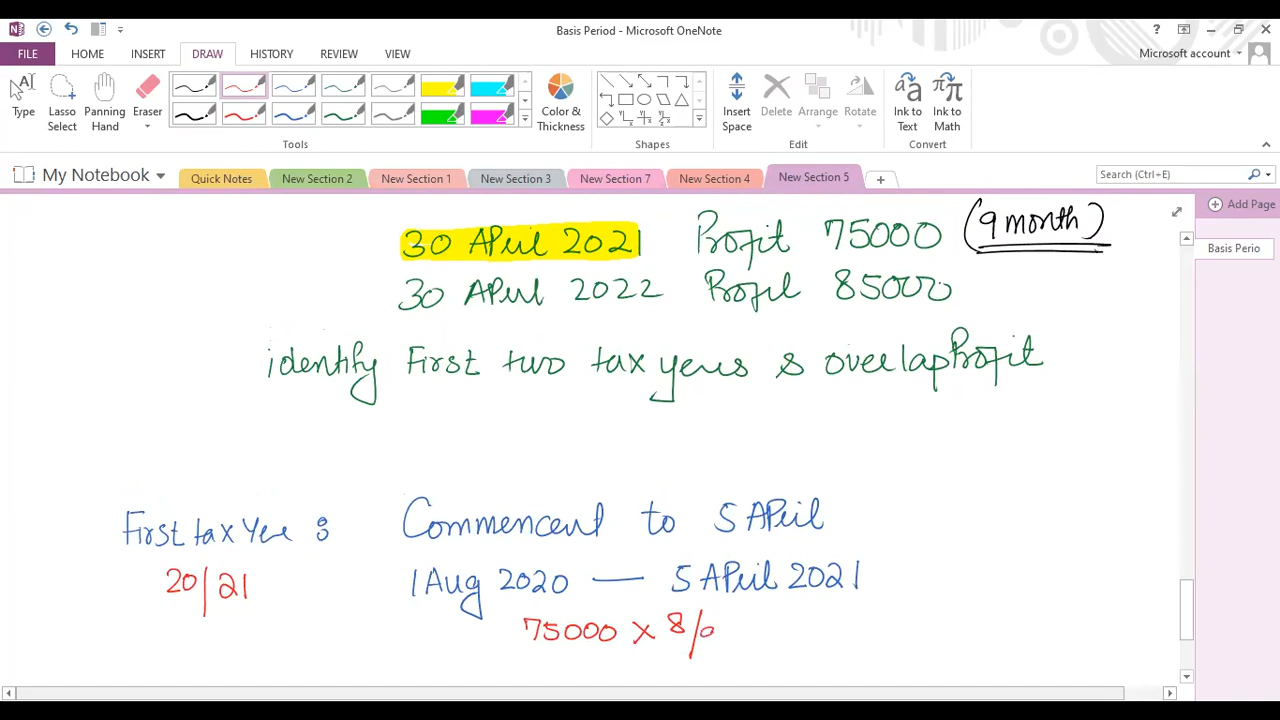 Basis Period - Microsoft OneNote
FILE HOME INSERT DRAW HISTORY REVIEW VIEW Microsoft account
Type Lasso Select Panning Hand Eraser Color & Thickness Insert Space Delete Arrange Rotate Ink to Text Ink to Math
Tools Shapes Edit Convert
My Notebook Quick Notes New Section 2 New Section 1 New Section 3 New Section 7 New Section 4 New Section 5 Search (Ctrl+E)
Add Page
Basis Perio
30 APril 2021 Profit 75000 (9 month)
30 APril 2022 Profit 85000
identify First two tax yers & overlapProfit
First tax Yere : Commencent to 5 APril
20/21 1 Aug 2020 — 5 APril 2021
75000 x 8/